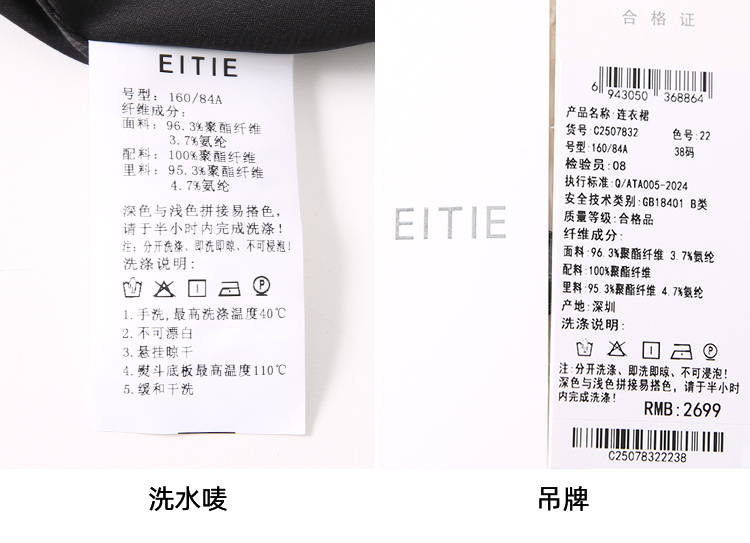 EITIE
号型: 160/84A
纤维成分:
面料: 96.3%聚酯纤维
3.7%氨纶
配料: 100%聚酯纤维
里料: 95.3%聚酯纤维
4.7%氨纶
深色与浅色拼接易搭色,
请于半小时内完成洗涤!
注: 分开洗涤、即洗即晾、不可浸泡!
洗涤说明:
1.手洗,最高洗涤温度40℃
2.不可漂白
3.悬挂晾干
4.熨斗底板最高温度110℃
5.缓和干洗
洗水唛
EITIE
合格证
6 943050 368864
产品名称: 连衣裙
货号: C2507832 色号: 22
号型: 160/84A 38码
检验员: 08
执行标准: Q/ATA005-2024
安全技术类别: GB18401 B类
质量等级: 合格品
纤维成分:
面料: 96.3%聚酯纤维 3.7%氨纶
配料: 100%聚酯纤维
里料: 95.3%聚酯纤维 4.7%氨纶
产地: 深圳
洗涤说明:
注: 分开洗涤、即洗即晾、不可浸泡!
深色与浅色拼接易搭色, 请于半小时
内完成洗涤!
RMB: 2699
C25078322238
吊牌